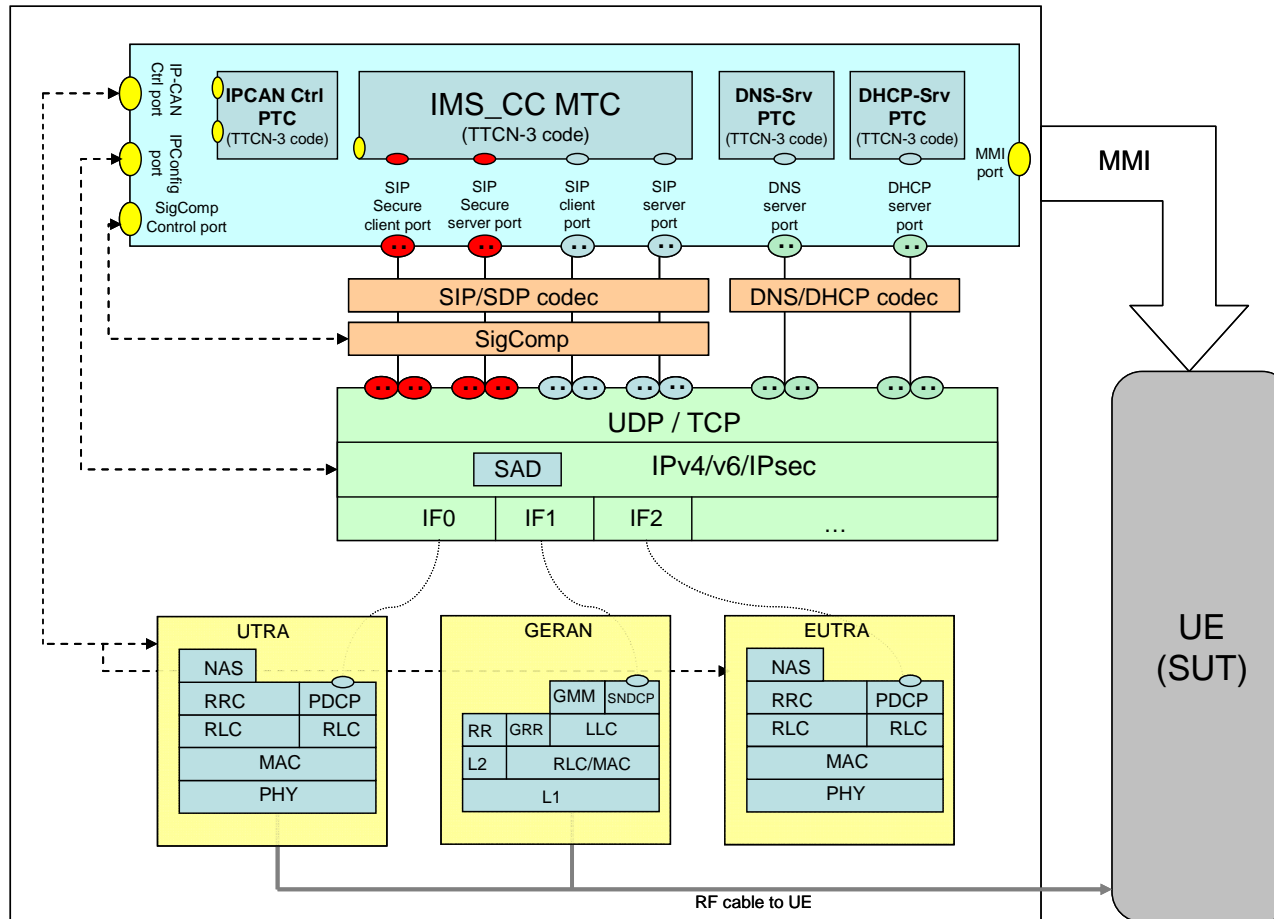 IP-CAN
Ctrl port
IPConfig
port
SigComp
Control port
IPCAN Ctrl
PTC
(TTCN-3 code)
IMS_CC MTC
(TTCN-3 code)
DNS-Srv
PTC
(TTCN-3 code)
DHCP-Srv
PTC
(TTCN-3 code)
MMI
port
MMI
SIP
Secure
client port
SIP
Secure
server port
SIP
client
port
SIP
server
port
DNS
server
port
DHCP
server
port
SIP/SDP codec
DNS/DHCP codec
SigComp
UDP / TCP
SAD
IPv4/v6/IPsec
IF0
IF1
IF2
...
UTRA
NAS
RRC
PDCP
RLC
RLC
MAC
PHY
GERAN
GMM
SNDCP
RR
GRR
LLC
L2
RLC/MAC
L1
EUTRA
NAS
RRC
PDCP
RLC
RLC
MAC
PHY
UE
(SUT)
RF cable to UE